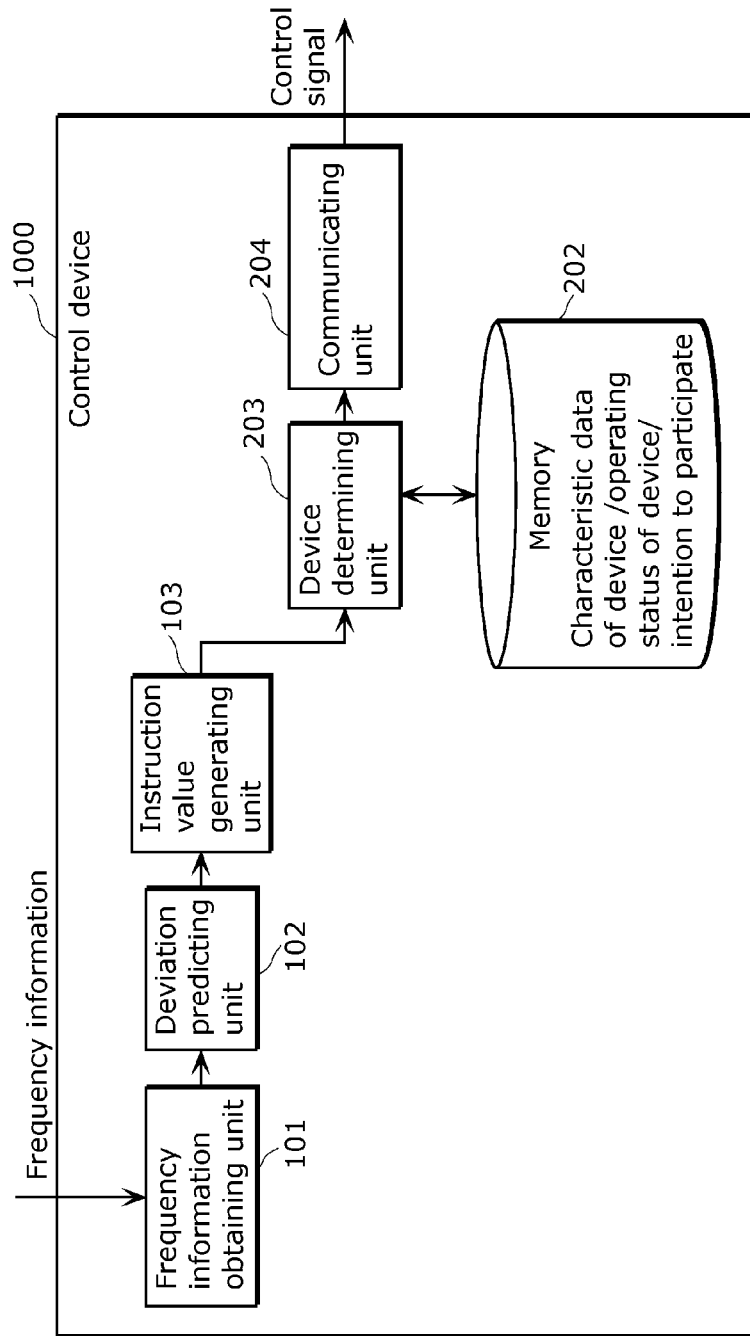 1000
Control device
Frequency information
Frequency
information
obtaining unit
101
Deviation
predicting
unit
102
Instruction
value
generating
unit
103
Device
determining
unit
203
Communicating
unit
204
Control
signal
Memory
Characteristic data
of device /operating
status of device/
intention to participate
202